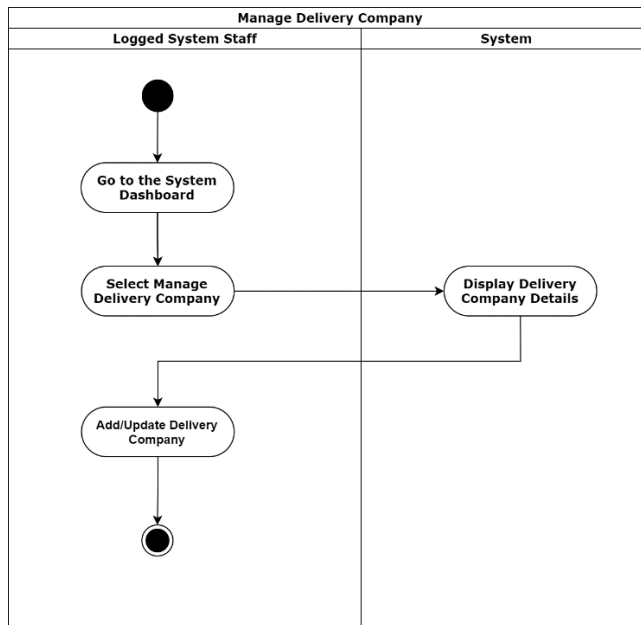 Manage Delivery Company
Logged System Staff
System
Go to the System
Dashboard
Select Manage
Delivery Company
Display Delivery
Company Details
Add/Update Delivery
Company